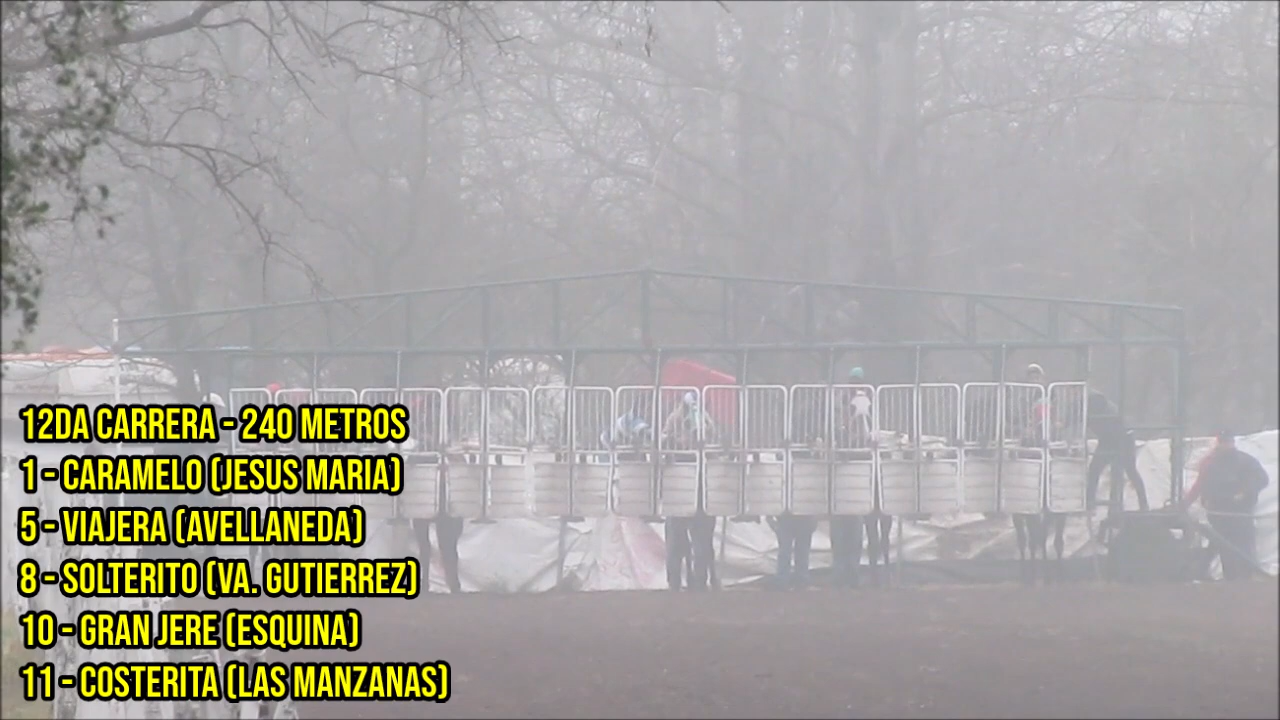 12DA CARRERA - 240 METROS
1 - CARAMELO (JESUS MARIA)
5 - VIAJERA (AVELLANEDA)
8 - SOLTERITO (VA. GUTIERREZ)
10 - GRAN JERE (ESQUINA)
11 - COSTERITA (LAS MANZANAS)